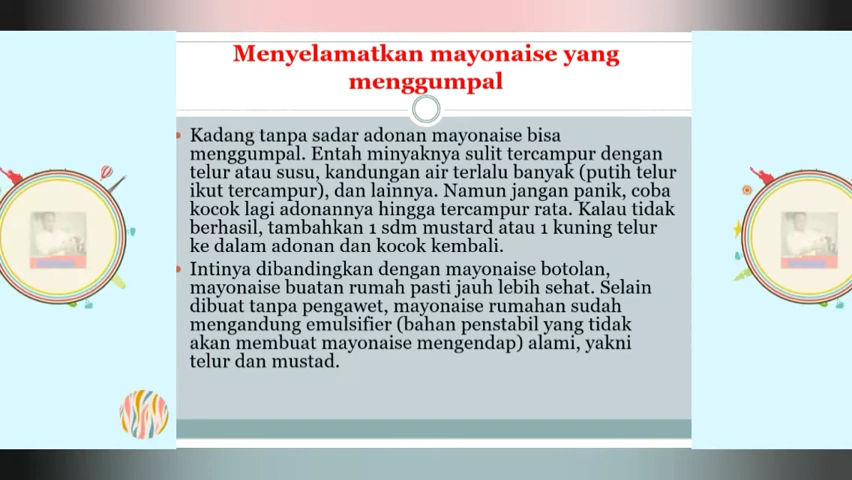 Menyelamatkan mayonaise yang
menggumpal
Kadang tanpa sadar adonan mayonaise bisa
menggumpal. Entah minyaknya sulit tercampur dengan
telur atau susu, kandungan air terlalu banyak (putih telur
ikut tercampur), dan lainnya. Namun jangan panik, coba
kocok lagi adonannya hingga tercampur rata. Kalau tidak
berhasil, tambahkan 1 sdm mustard atau 1 kuning telur
ke dalam adonan dan kocok kembali.
Intinya dibandingkan dengan mayonaise botolan,
mayonaise buatan rumah pasti jauh lebih sehat. Selain
dibuat tanpa pengawet, mayonaise rumahan sudah
mengandung emulsifier (bahan penstabil yang tidak
akan membuat mayonaise mengendap) alami, yakni
telur dan mustad.